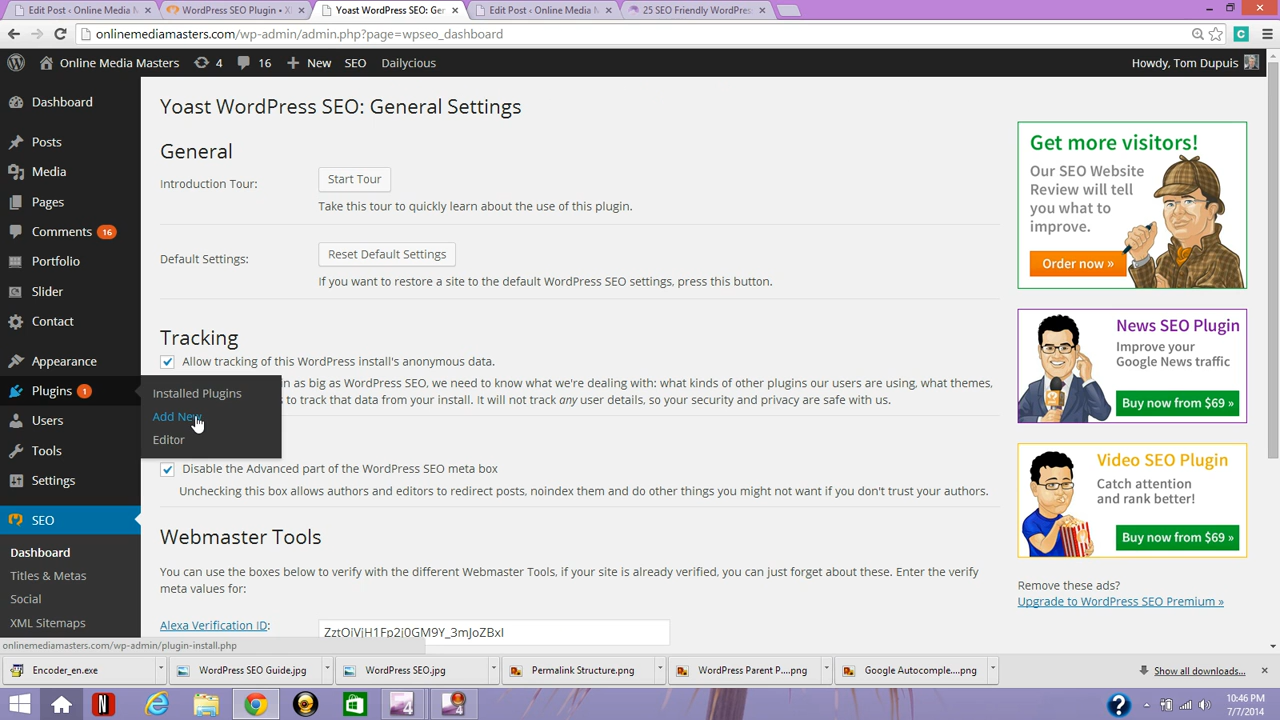 Edit Post ‹ Online Media M
WordPress SEO Plugin • X
Yoast WordPress SEO: Ger
Edit Post ‹ Online Media M
25 SEO Friendly WordPres
onlinemediamasters.com/wp-admin/admin.php?page=wpseo_dashboard
Online Media Masters
4
16
New
SEO
Dailycious
Howdy, Tom Dupuis
Dashboard
Posts
Media
Pages
Comments 16
Portfolio
Slider
Contact
Appearance
Plugins 1
Users
Tools
Settings
SEO
Dashboard
Titles & Metas
Social
XML Sitemaps
Installed Plugins
Add New
Editor
Yoast WordPress SEO: General Settings
General
Introduction Tour:
Start Tour
Take this tour to quickly learn about the use of this plugin.
Default Settings:
Reset Default Settings
If you want to restore a site to the default WordPress SEO settings, press this button.
Tracking
Allow tracking of this WordPress install's anonymous data.
in as big as WordPress SEO, we need to know what we're dealing with: what kinds of other plugins our users are using, what themes,
s to track that data from your install. It will not track any user details, so your security and privacy are safe with us.
Disable the Advanced part of the WordPress SEO meta box
Unchecking this box allows authors and editors to redirect posts, noindex them and do other things you might not want if you don't trust your authors.
Webmaster Tools
You can use the boxes below to verify with the different Webmaster Tools, if your site is already verified, you can just forget about these. Enter the verify
meta values for:
Alexa Verification ID:
Get more visitors!
Our SEO Website
Review will tell
you what to
improve.
Order now »
News SEO Plugin
Improve your
Google News traffic
Buy now from $69 »
Video SEO Plugin
Catch attention
and rank better!
Buy now from $69 »
Remove these ads?
Upgrade to WordPress SEO Premium »
onlinemediamasters.com/wp-admin/plugin-install.php
Encoder_en.exe
WordPress SEO Guide.jpg
WordPress SEO.jpg
Permalink Structure.png
WordPress Parent P....png
Google Autocomple....png
Show all downloads...
10:46 PM
7/7/2014